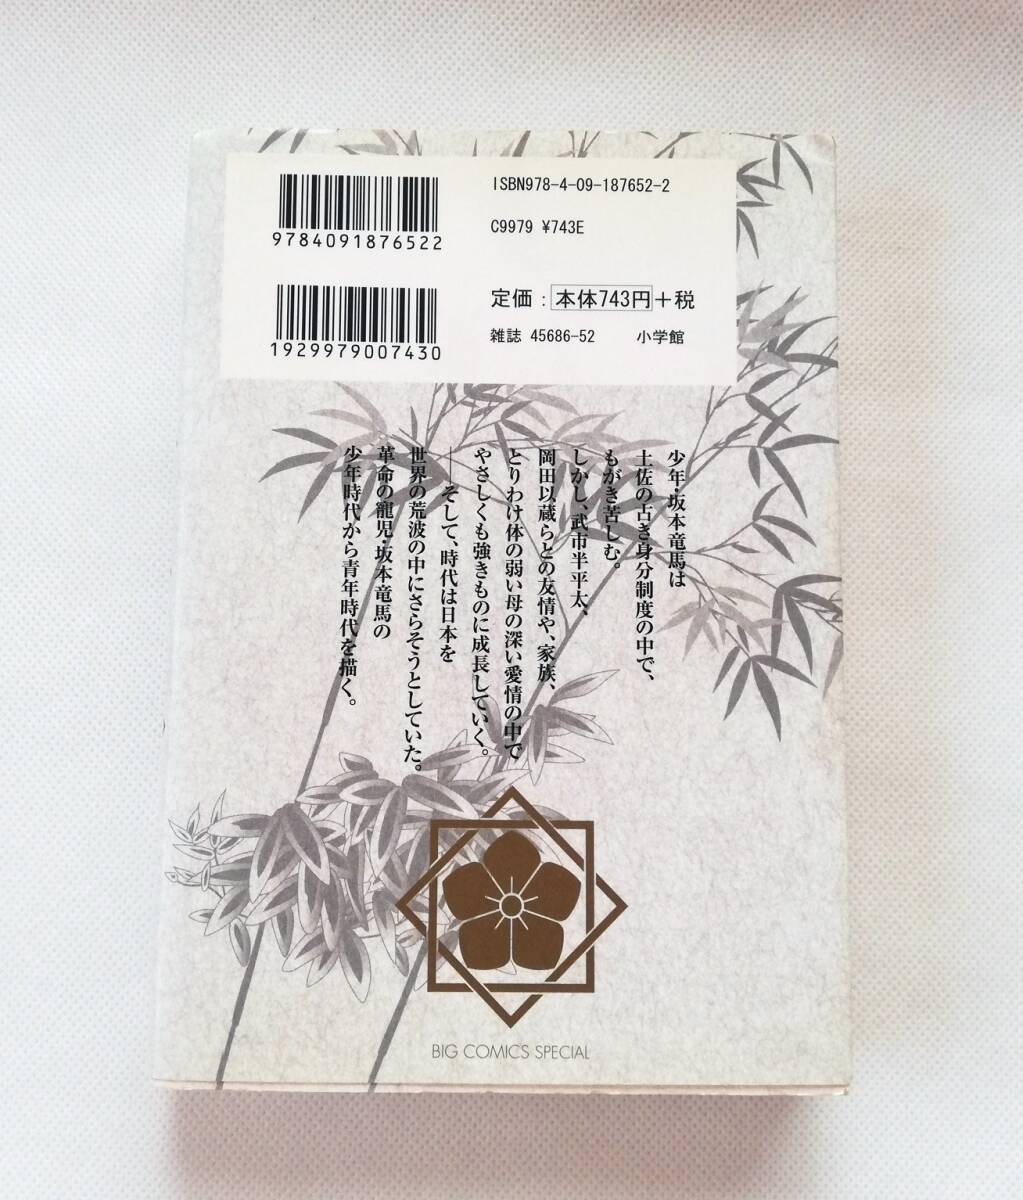 ISBN978-4-09-187652-2
9784091876522
C9979 ¥743E
定価：本体743円＋税
雑誌 45686-52 小学館
1929979007430
少年・坂本竜馬は
土佐の古き身分制度の中で、
もがき苦しむ。
しかし、武市半平太、
岡田以蔵らとの友情や、家族、
とりわけ体の弱い母の深い愛情の中で
やさしくも強きものに成長していく。
──そして、時代は日本を
世界の荒波の中にさらそうとしていた。
革命の寵児・坂本竜馬の
少年時代から青年時代を描く。
BIG COMICS SPECIAL